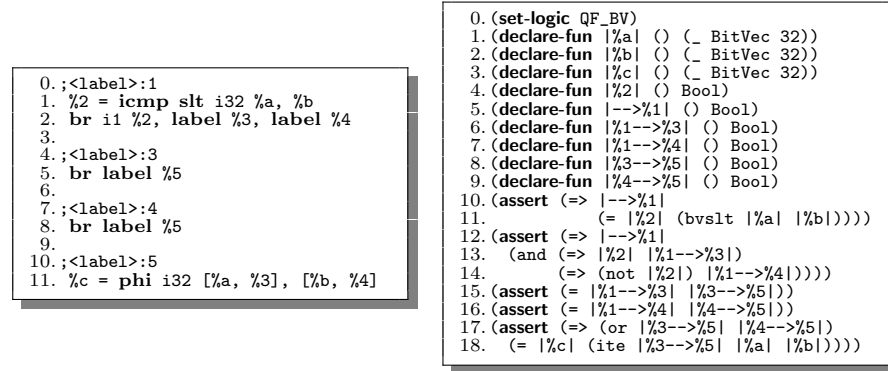 0. ;<label>:1
1. %2 = icmp slt i32 %a, %b
2. br i1 %2, label %3, label %4
3.
4. ;<label>:3
5. br label %5
6.
7. ;<label>:4
8. br label %5
9.
10. ;<label>:5
11. %c = phi i32 [%a, %3], [%b, %4]
0. (set-logic QF_BV)
1. (declare-fun |%a| () (_ BitVec 32))
2. (declare-fun |%b| () (_ BitVec 32))
3. (declare-fun |%c| () (_ BitVec 32))
4. (declare-fun |%2| () Bool)
5. (declare-fun |-->%1| () Bool)
6. (declare-fun |%1-->%3| () Bool)
7. (declare-fun |%1-->%4| () Bool)
8. (declare-fun |%3-->%5| () Bool)
9. (declare-fun |%4-->%5| () Bool)
10. (assert (=> |-->%1|
11. (= |%2| (bvslt |%a| |%b|))))
12. (assert (=> |-->%1|
13. (and (=> |%2| |%1-->%3|)
14. (=> (not |%2|) |%1-->%4|))))
15. (assert (= |%1-->%3| |%3-->%5|))
16. (assert (= |%1-->%4| |%4-->%5|))
17. (assert (=> (or |%3-->%5| |%4-->%5|)
18. (= |%c| (ite |%3-->%5| |%a| |%b|))))